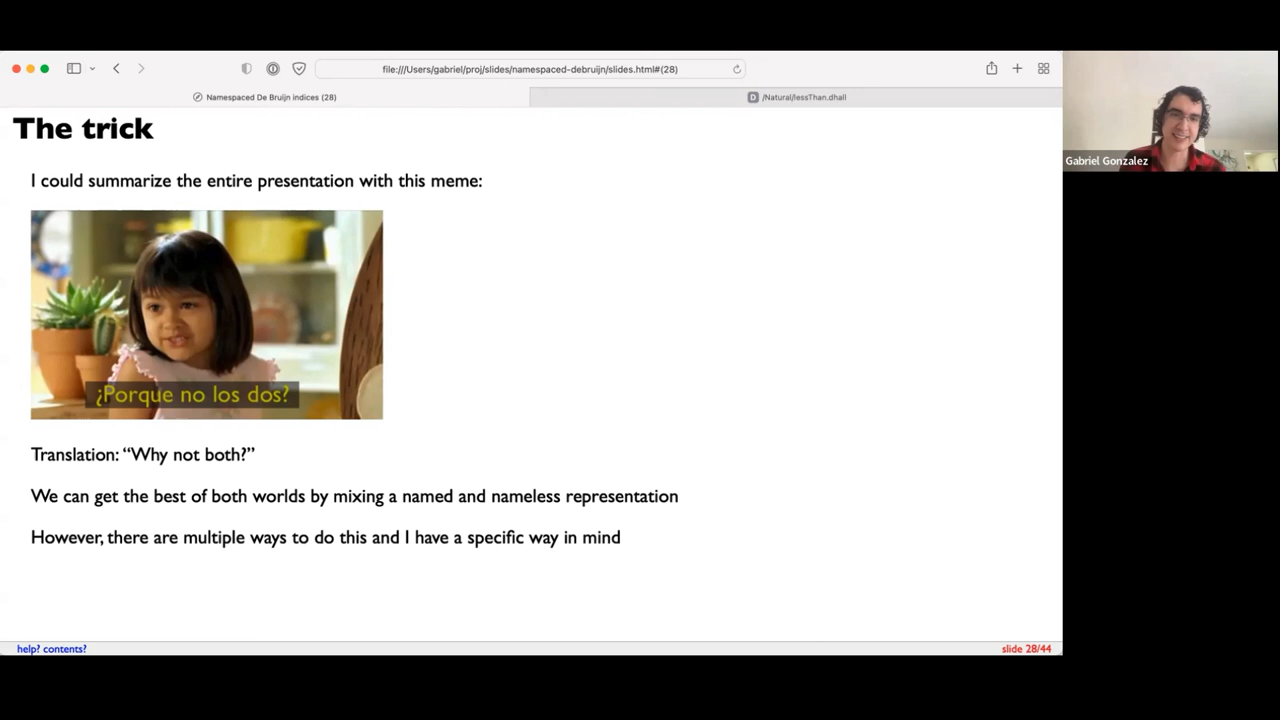 file:///Users/gabriel/proj/slides/namespaced-debruijn/slides.html#(28)
Namespaced De Bruijn indices (28)
/Natural/lessThan.dhall
The trick
I could summarize the entire presentation with this meme:
¿Porque no los dos?
Translation: “Why not both?”
We can get the best of both worlds by mixing a named and nameless representation
However, there are multiple ways to do this and I have a specific way in mind
help? contents?
slide 28/44
Gabriel Gonzalez